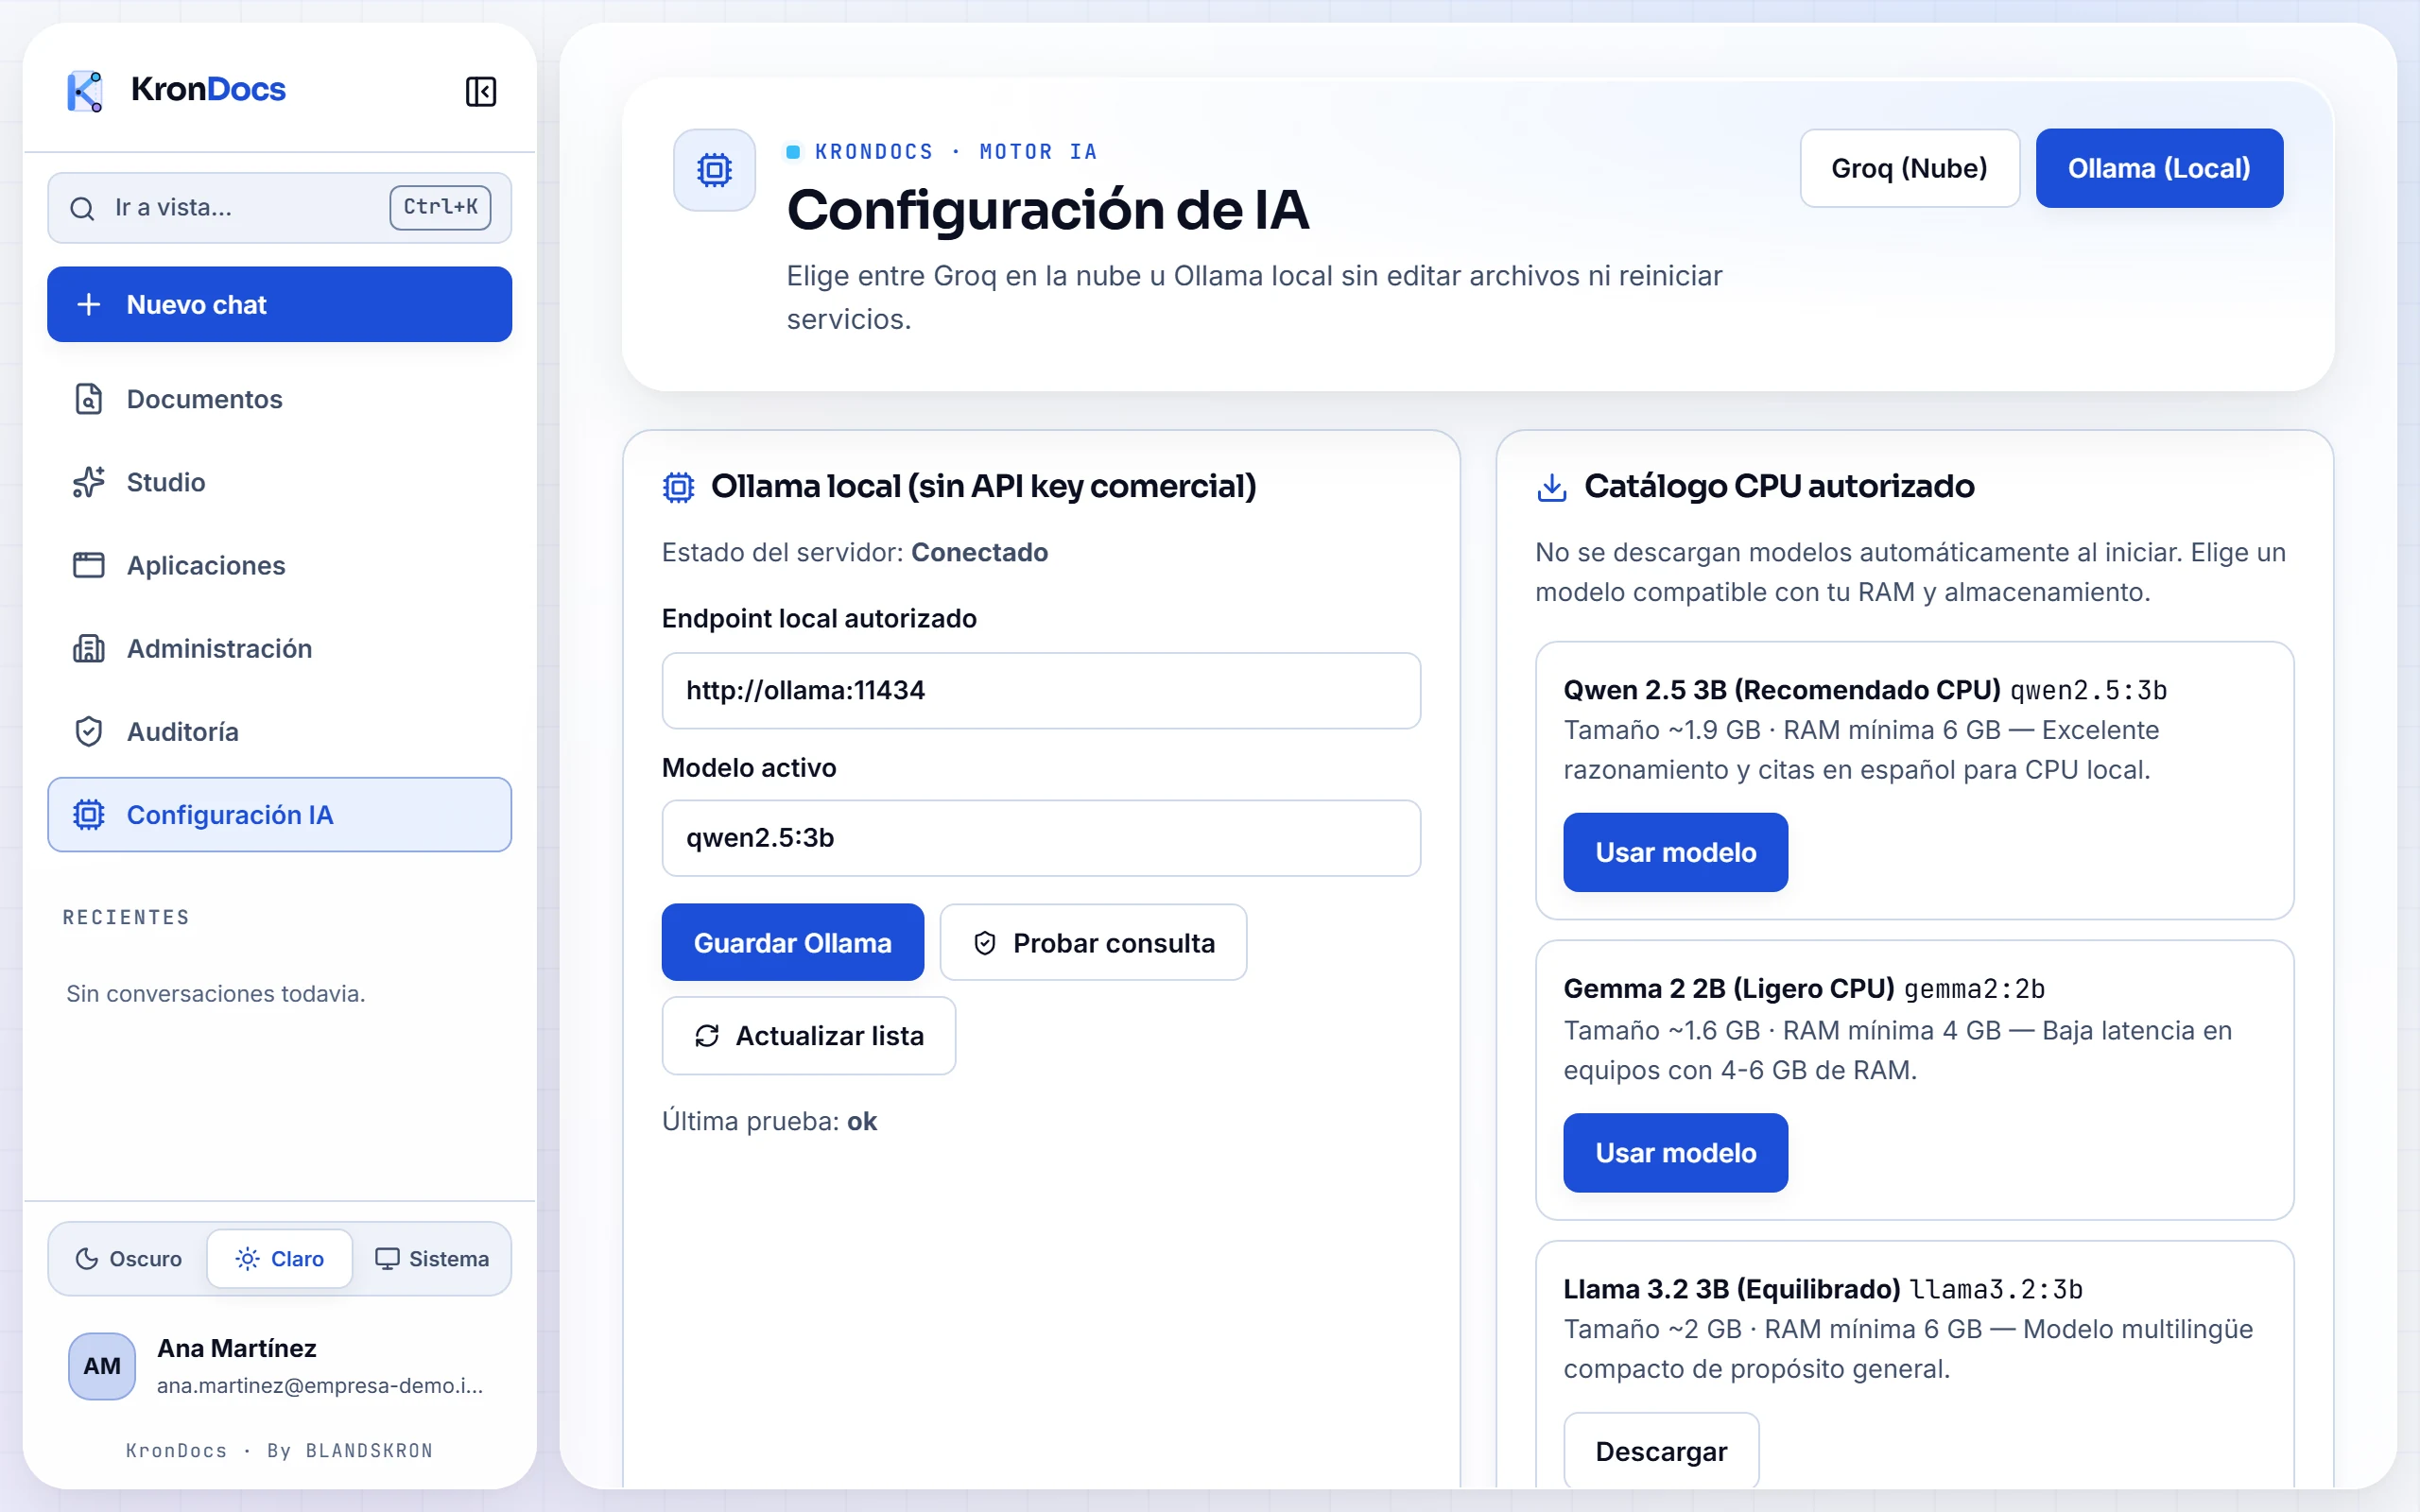 KronDocs
Ir a vista...
Ctrl+K
Nuevo chat
Documentos
Studio
Aplicaciones
Administración
Auditoría
Configuración IA
RECIENTES
Sin conversaciones todavia.
Oscuro
Claro
Sistema
AM
Ana Martínez
ana.martinez@empresa-demo.i...
KronDocs · By BLANDSKRON
KRONDOCS · MOTOR IA
Configuración de IA
Elige entre Groq en la nube u Ollama local sin editar archivos ni reiniciar
servicios.
Groq (Nube)
Ollama (Local)
Ollama local (sin API key comercial)
Estado del servidor: Conectado
Endpoint local autorizado
http://ollama:11434
Modelo activo
qwen2.5:3b
Guardar Ollama
Probar consulta
Actualizar lista
Última prueba: ok
Catálogo CPU autorizado
No se descargan modelos automáticamente al iniciar. Elige un
modelo compatible con tu RAM y almacenamiento.
Qwen 2.5 3B (Recomendado CPU) qwen2.5:3b
Tamaño ~1.9 GB · RAM mínima 6 GB — Excelente
razonamiento y citas en español para CPU local.
Usar modelo
Gemma 2 2B (Ligero CPU) gemma2:2b
Tamaño ~1.6 GB · RAM mínima 4 GB — Baja latencia en
equipos con 4-6 GB de RAM.
Usar modelo
Llama 3.2 3B (Equilibrado) llama3.2:3b
Tamaño ~2 GB · RAM mínima 6 GB — Modelo multilingüe
compacto de propósito general.
Descargar